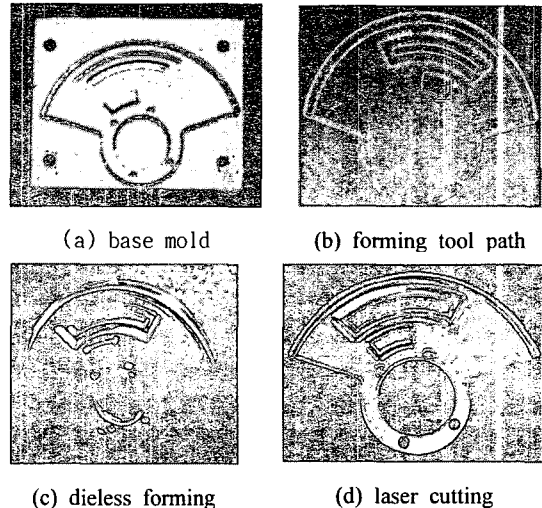 (a) base mold
(b) forming tool path
(c) dieless forming
(d) laser cutting